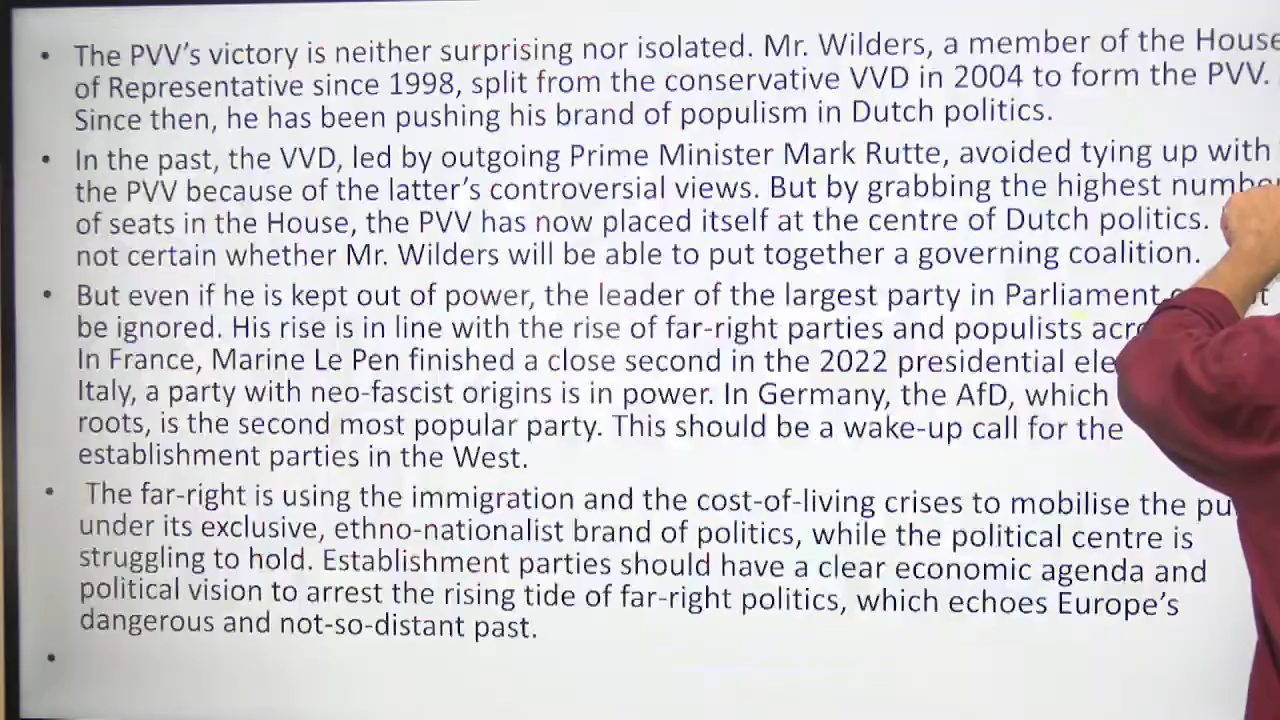 • The PVV's victory is neither surprising nor isolated. Mr. Wilders, a member of the House
of Representative since 1998, split from the conservative VVD in 2004 to form the PVV.
Since then, he has been pushing his brand of populism in Dutch politics.
• In the past, the VVD, led by outgoing Prime Minister Mark Rutte, avoided tying up with
the PVV because of the latter's controversial views. But by grabbing the highest number
of seats in the House, the PVV has now placed itself at the centre of Dutch politics.
not certain whether Mr. Wilders will be able to put together a governing coalition.
• But even if he is kept out of power, the leader of the largest party in Parliament
be ignored. His rise is in line with the rise of far-right parties and populists
In France, Marine Le Pen finished a close second in the 2022 presidential
Italy, a party with neo-fascist origins is in power. In Germany, the AfD, which
roots, is the second most popular party. This should be a wake-up call for the
establishment parties in the West.
• The far-right is using the immigration and the cost-of-living crises to mobilise the
under its exclusive, ethno-nationalist brand of politics, while the political centre is
struggling to hold. Establishment parties should have a clear economic agenda and
political vision to arrest the rising tide of far-right politics, which echoes Europe's
dangerous and not-so-distant past.
•